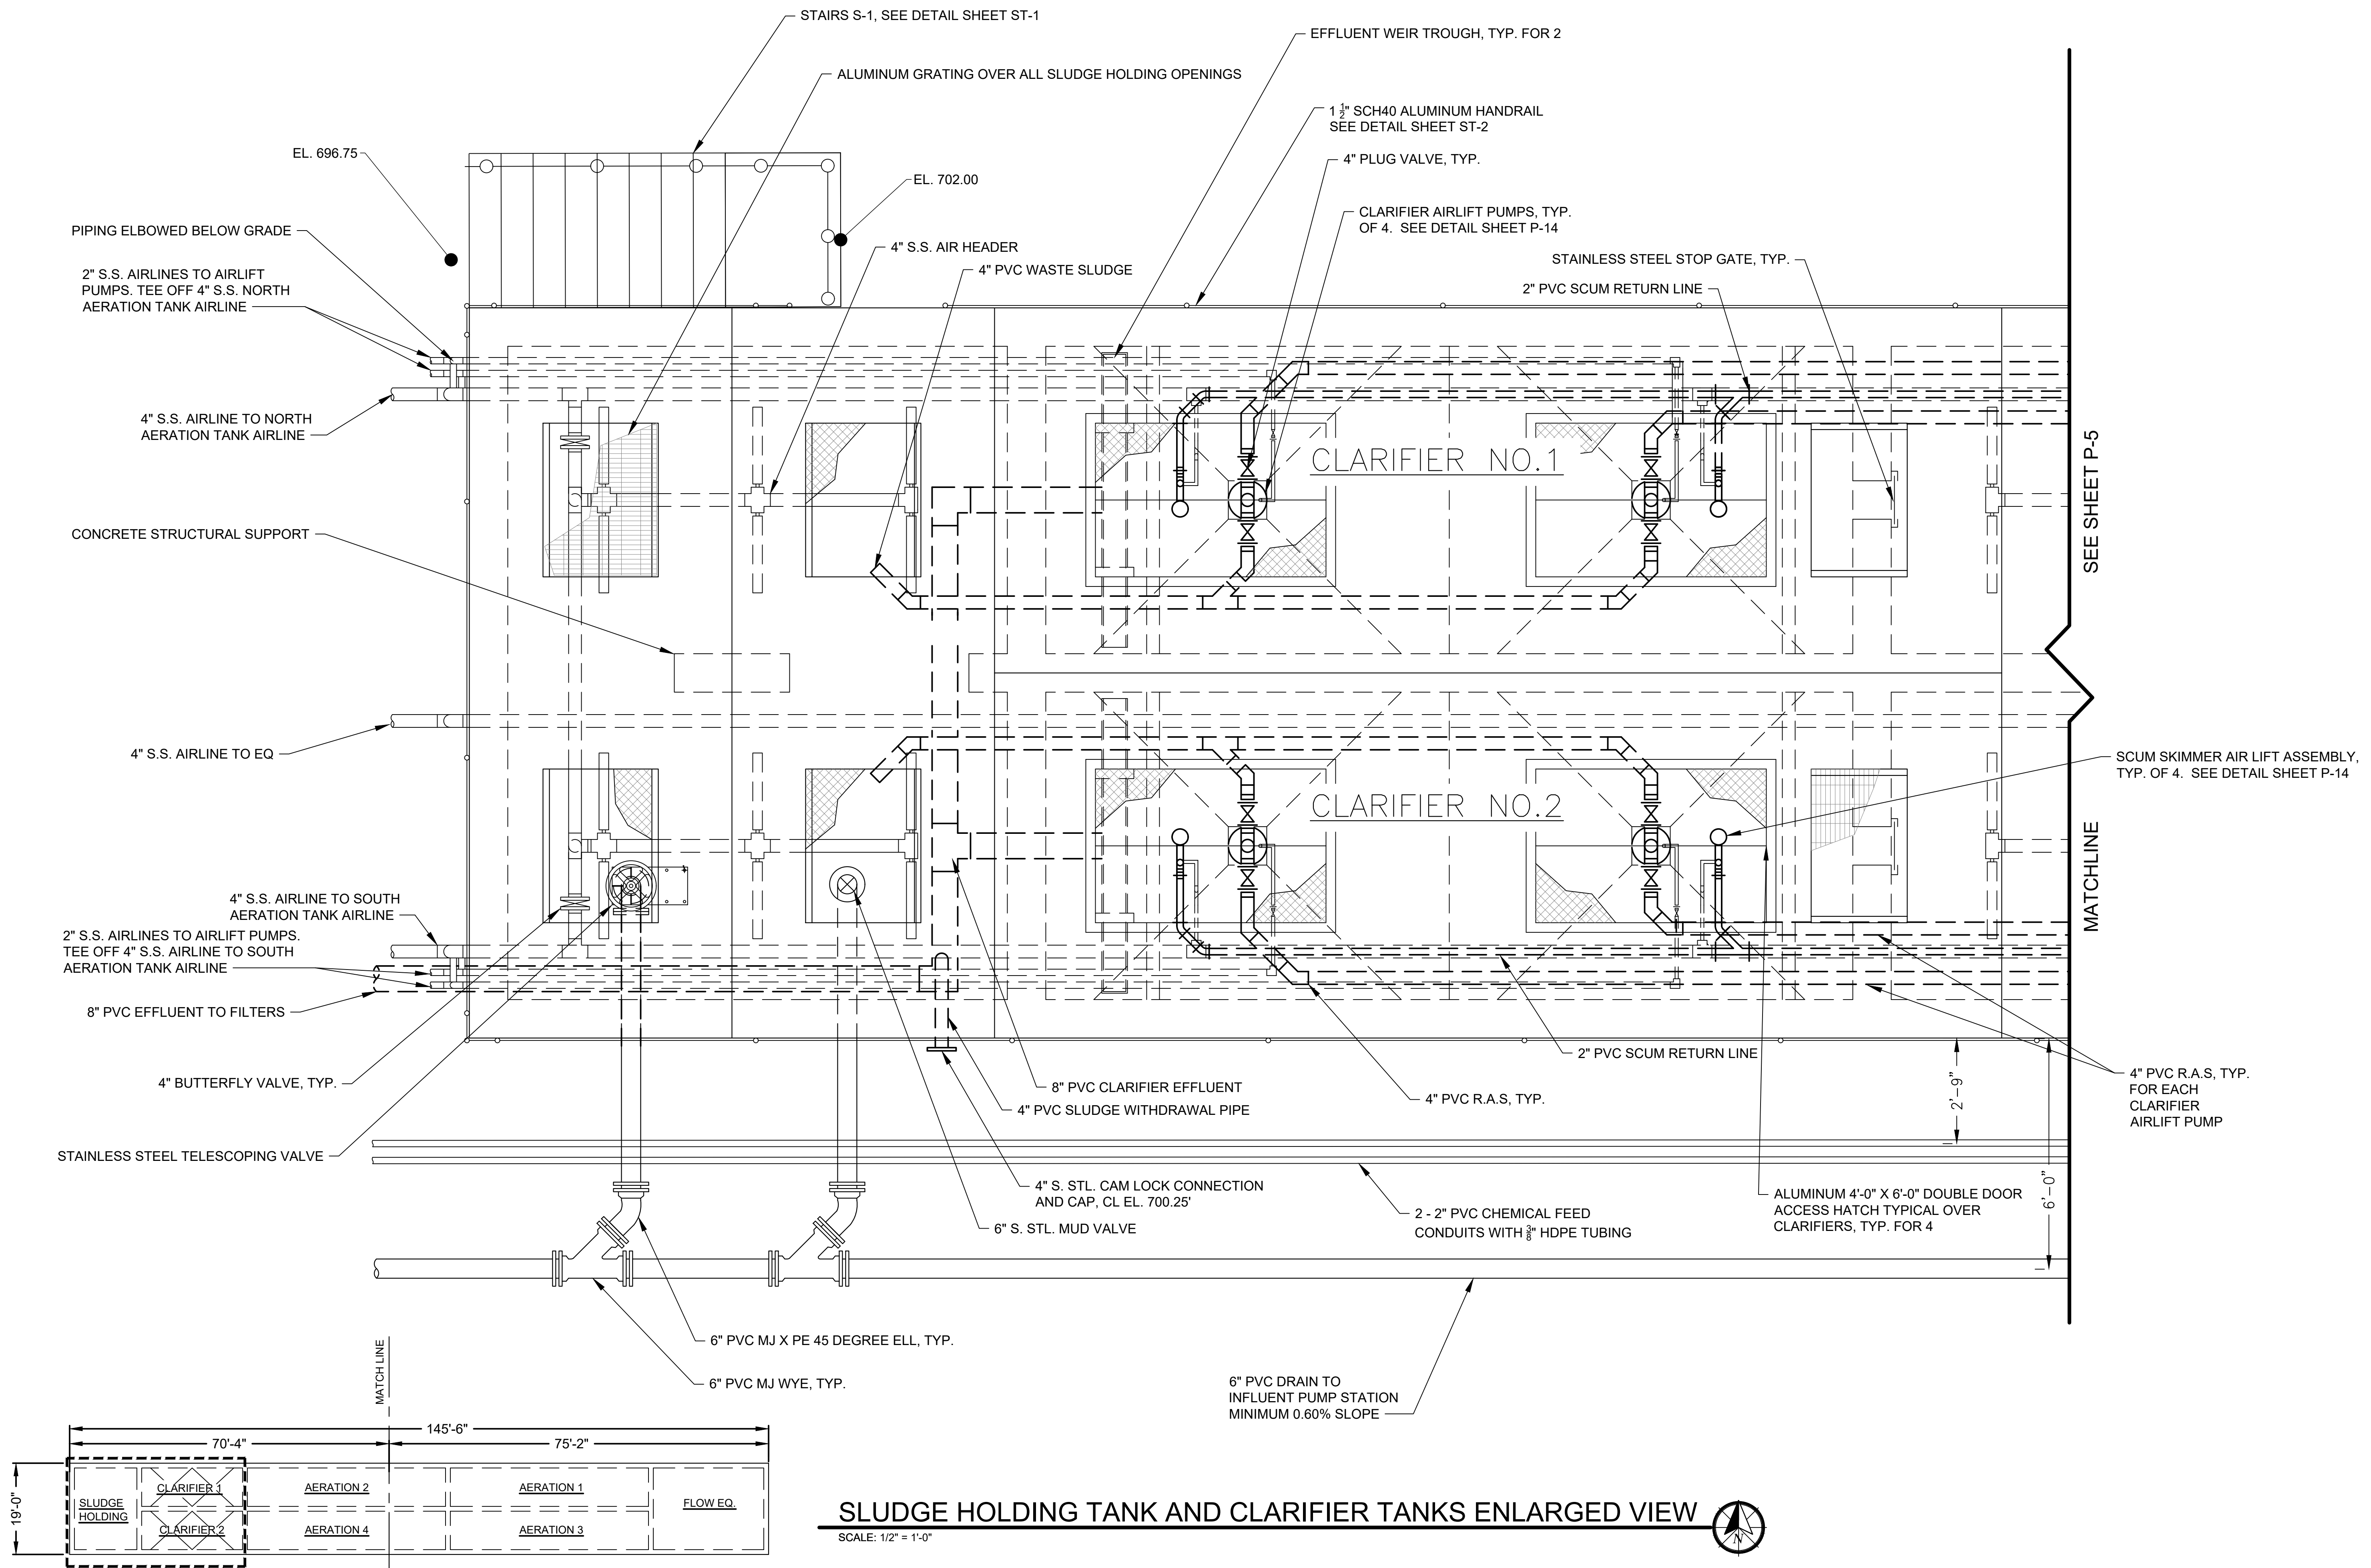 STAIRS S-1, SEE DETAIL SHEET ST-1
EFFLUENT WEIR TROUGH, TYP. FOR 2
ALUMINUM GRATING OVER ALL SLUDGE HOLDING OPENINGS
1 1/2" SCH40 ALUMINUM HANDRAIL
SEE DETAIL SHEET ST-2
EL. 696.75
4" PLUG VALVE, TYP.
EL. 702.00
CLARIFIER AIRLIFT PUMPS, TYP.
OF 4. SEE DETAIL SHEET P-14
PIPING ELBOWED BELOW GRADE
4" S.S. AIR HEADER
STAINLESS STEEL STOP GATE, TYP.
2" S.S. AIRLINES TO AIRLIFT
PUMPS. TEE OFF 4" S.S. NORTH
AERATION TANK AIRLINE
4" PVC WASTE SLUDGE
2" PVC SCUM RETURN LINE
4" S.S. AIRLINE TO NORTH
AERATION TANK AIRLINE
CLARIFIER NO.1
SEE SHEET P-5
CONCRETE STRUCTURAL SUPPORT
4" S.S. AIRLINE TO EQ
SCUM SKIMMER AIR LIFT ASSEMBLY,
TYP. OF 4. SEE DETAIL SHEET P-14
CLARIFIER NO.2
MATCHLINE
4" S.S. AIRLINE TO SOUTH
AERATION TANK AIRLINE
2" S.S. AIRLINES TO AIRLIFT PUMPS.
TEE OFF 4" S.S. AIRLINE TO SOUTH
AERATION TANK AIRLINE
8" PVC EFFLUENT TO FILTERS
2" PVC SCUM RETURN LINE
4" BUTTERFLY VALVE, TYP.
8" PVC CLARIFIER EFFLUENT
4" PVC SLUDGE WITHDRAWAL PIPE
4" PVC R.A.S, TYP.
2'-9"
4" PVC R.A.S, TYP.
FOR EACH
CLARIFIER
AIRLIFT PUMP
STAINLESS STEEL TELESCOPING VALVE
4" S. STL. CAM LOCK CONNECTION
AND CAP, CL EL. 700.25'
6" S. STL. MUD VALVE
2 - 2" PVC CHEMICAL FEED
CONDUITS WITH 3/8" HDPE TUBING
ALUMINUM 4'-0" X 6'-0" DOUBLE DOOR
ACCESS HATCH TYPICAL OVER
CLARIFIERS, TYP. FOR 4
6'-0"
6" PVC MJ X PE 45 DEGREE ELL, TYP.
6" PVC MJ WYE, TYP.
6" PVC DRAIN TO
INFLUENT PUMP STATION
MINIMUM 0.60% SLOPE
MATCH LINE
145'-6"
70'-4"
75'-2"
19'-0"
SLUDGE
HOLDING
CLARIFIER 1
AERATION 2
AERATION 1
FLOW EQ.
CLARIFIER 2
AERATION 4
AERATION 3
SLUDGE HOLDING TANK AND CLARIFIER TANKS ENLARGED VIEW
SCALE: 1/2" = 1'-0"
N